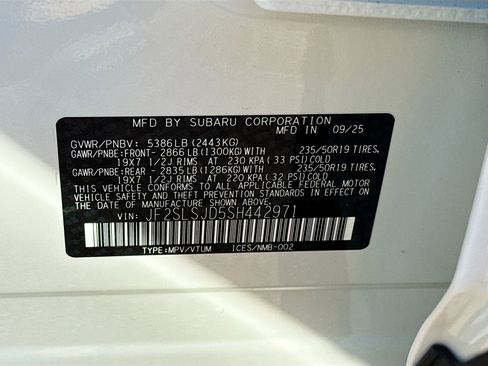 MFD BY SUBARU CORPORATION
MFD IN 09/25
GVWR/PNBV: 5386LB (2443KG)
GAWR/PNBE:FRONT- 2866LB(1300KG)WITH 235/50R19 TIRES.
19X7 1/2J RIMS AT 230 KPA (33 PSI)COLD
GAWR/PNBE:REAR - 2835LB(1286KG)WITH 235/50R19 TIRES.
19X7 1/2J RIMS AT 220 KPA (32 PSI)COLD
THIS VEHICLE CONFORMS TO ALL APPLICABLE FEDERAL MOTOR
VEHICLE SAFETY AND THEFT PREVENTION STANDARDS IN EFFECT
ON THE DATE OF MANUFACTURE SHOWN ABOVE.
VIN: JF2SLSJD5SH442971
TYPE:MPV/VTUM ICES/NMB-002